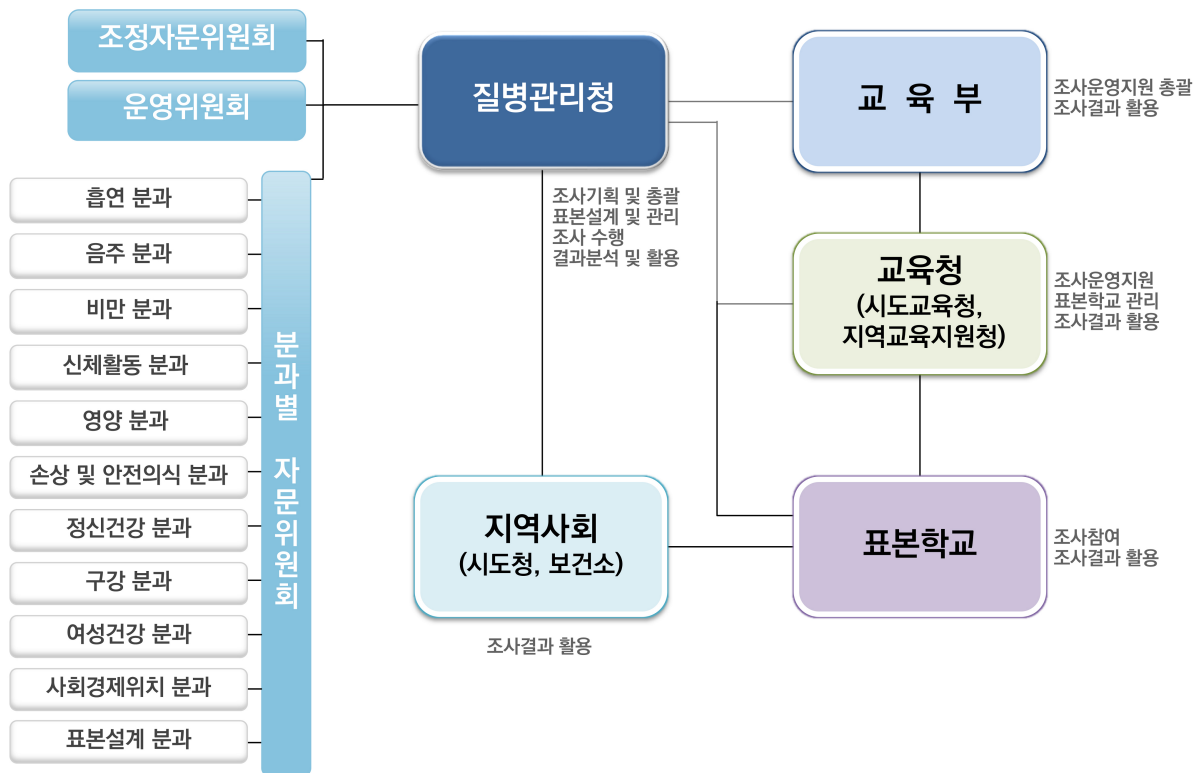 조정자문위원회
운영위원회
흡연 분과
음주 분과
비만 분과
신체활동 분과
영양 분과
손상 및 안전의식 분과
정신건강 분과
구강 분과
여성건강 분과
사회경제위치 분과
표본설계 분과
분과별 자문위원회
질병관리청
조사기획 및 총괄
표본설계 및 관리
조사 수행
결과분석 및 활용
교 육 부
조사운영지원 총괄
조사결과 활용
교육청
(시도교육청,
지역교육지원청)
조사운영지원
표본학교 관리
조사결과 활용
지역사회
(시도청, 보건소)
조사결과 활용
표본학교
조사참여
조사결과 활용